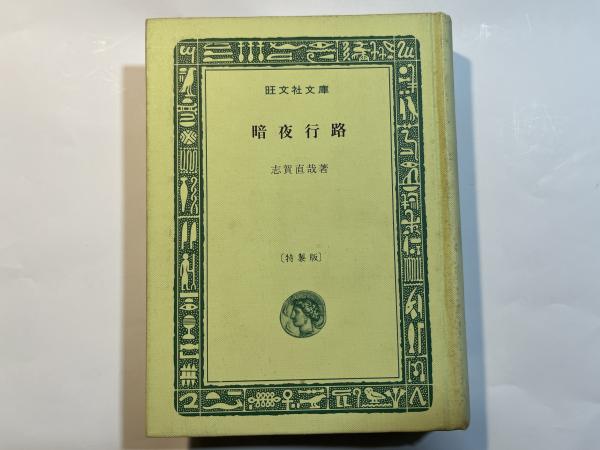 旺文社文庫
暗夜行路
志賀直哉著
〔特製版〕